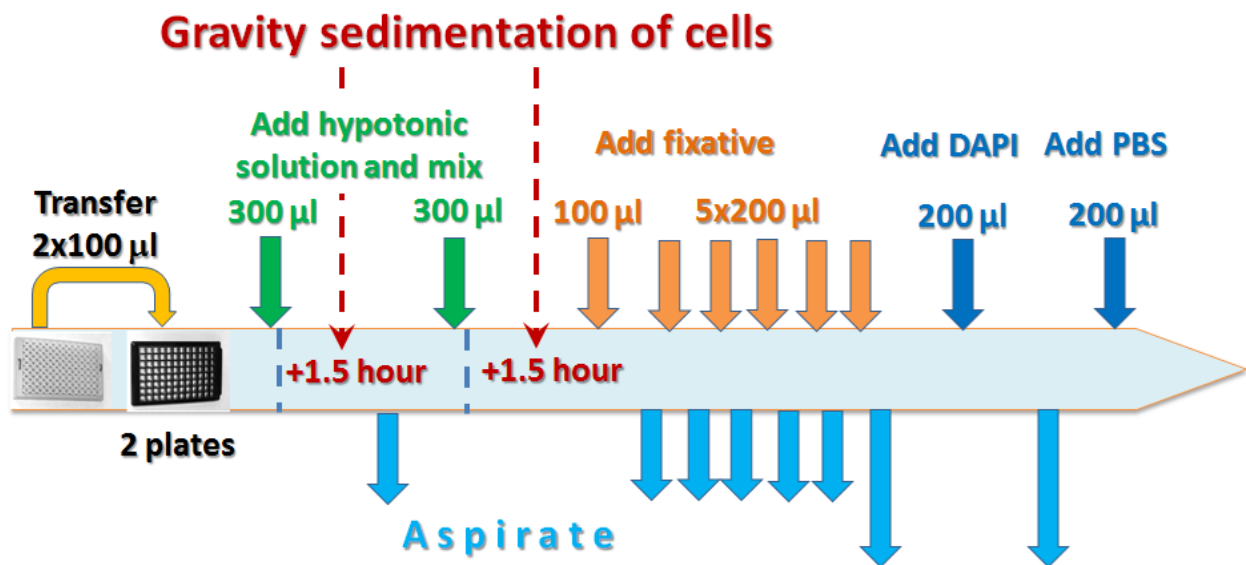 Gravity sedimentation of cells
Add hypotonic
solution and mix
Add fixative
Add DAPI
Add PBS
Transfer
2x100 µl
300 µl
300 µl
100 µl
5x200 µl
200 µl
200 µl
+1.5 hour
+1.5 hour
2 plates
Aspirate